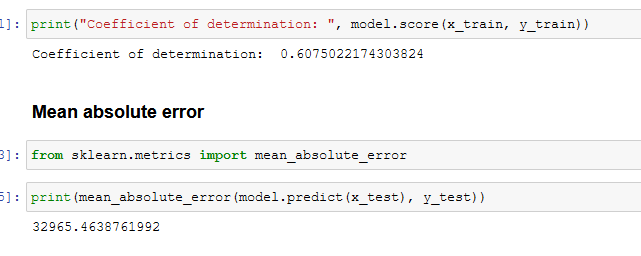 1]: print("Coefficient of determination: ", model.score(x_train, y_train))
Coefficient of determination:  0.6075022174303824
Mean absolute error
3]: from sklearn.metrics import mean_absolute_error
5]: print(mean_absolute_error(model.predict(x_test), y_test))
32965.4638761992